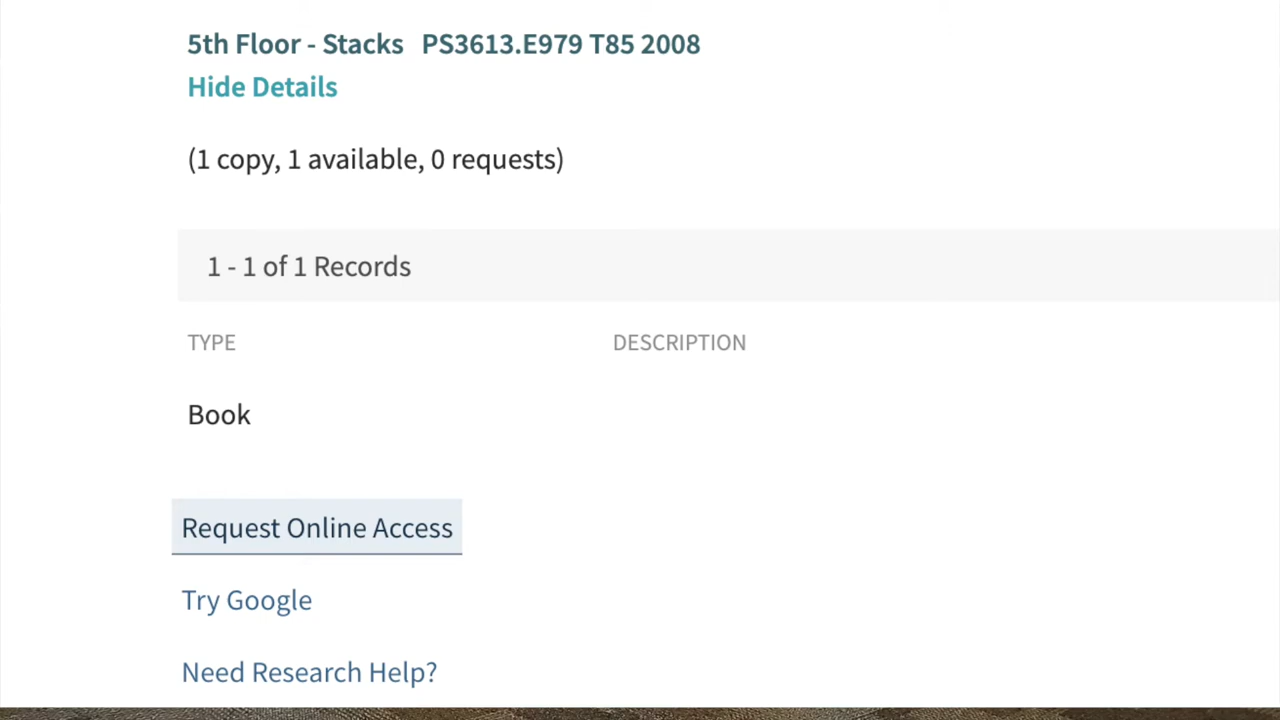 5th Floor - Stacks PS3613.E979 T85 2008
Hide Details
(1 copy, 1 available, 0 requests)
1 - 1 of 1 Records
TYPE DESCRIPTION
Book
Request Online Access
Try Google
Need Research Help?